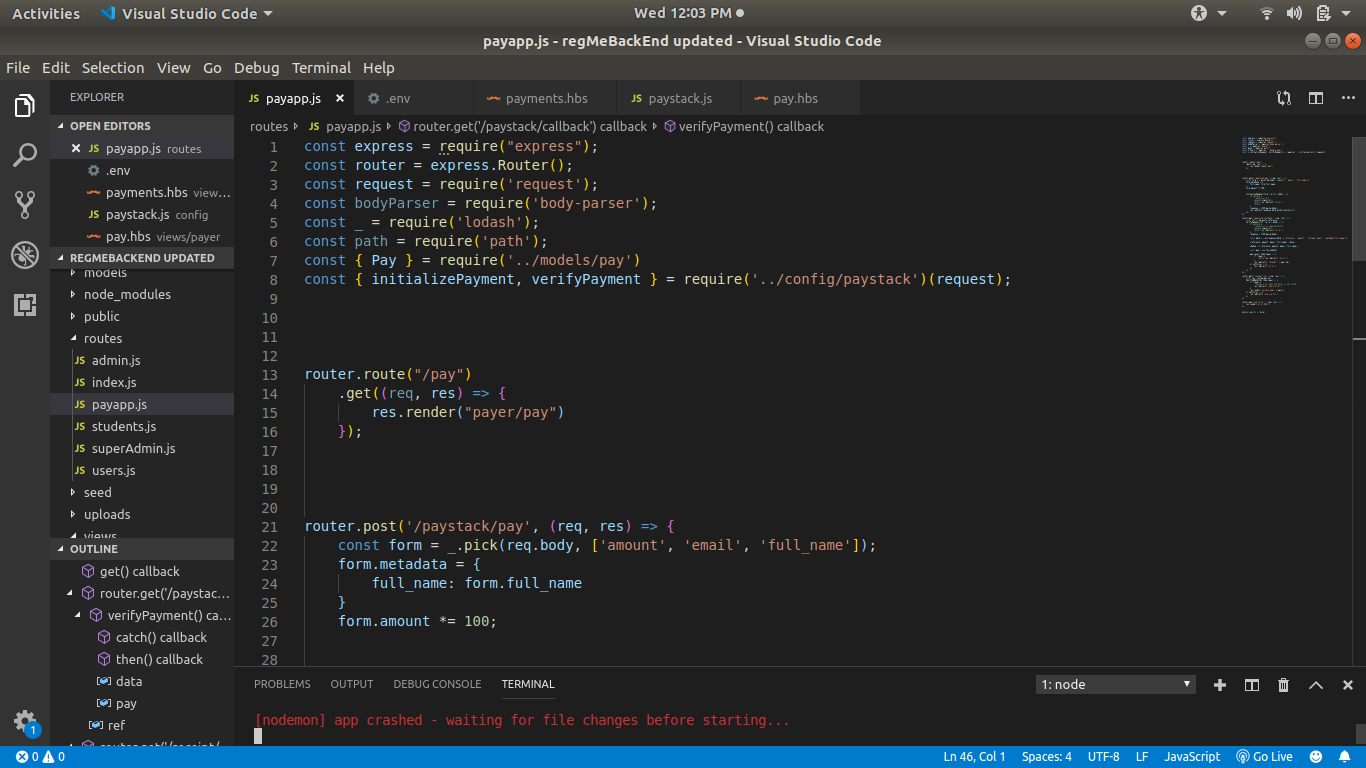 Activities Visual Studio Code Wed 12:03 PM
payapp.js - regMeBackEnd updated - Visual Studio Code
File Edit Selection View Go Debug Terminal Help
EXPLORER
OPEN EDITORS
JS payapp.js routes
.env
payments.hbs view...
JS paystack.js config
pay.hbs views/payer
REGMEBACKEND UPDATED
models
node_modules
public
routes
JS admin.js
JS index.js
JS payapp.js
JS students.js
JS superAdmin.js
JS users.js
seed
uploads
views
OUTLINE
get() callback
router.get('/paystac...
verifyPayment() ca...
catch() callback
then() callback
data
pay
ref
router.get('/receipt/
1
JS payapp.js .env payments.hbs JS paystack.js pay.hbs
routes JS payapp.js router.get('/paystack/callback') callback verifyPayment() callback
1 const express = require("express");
2 const router = express.Router();
3 const request = require('request');
4 const bodyParser = require('body-parser');
5 const _ = require('lodash');
6 const path = require('path');
7 const { Pay } = require('../models/pay')
8 const { initializePayment, verifyPayment } = require('../config/paystack')(request);
9
10
11
12
13 router.route("/pay")
14 .get((req, res) => {
15 res.render("payer/pay")
16 });
17
18
19
20
21 router.post('/paystack/pay', (req, res) => {
22 const form = _.pick(req.body, ['amount', 'email', 'full_name']);
23 form.metadata = {
24 full_name: form.full_name
25 }
26 form.amount *= 100;
27
28
PROBLEMS OUTPUT DEBUG CONSOLE TERMINAL 1: node
[nodemon] app crashed - waiting for file changes before starting...
0 0 Ln 46, Col 1 Spaces: 4 UTF-8 LF JavaScript Go Live